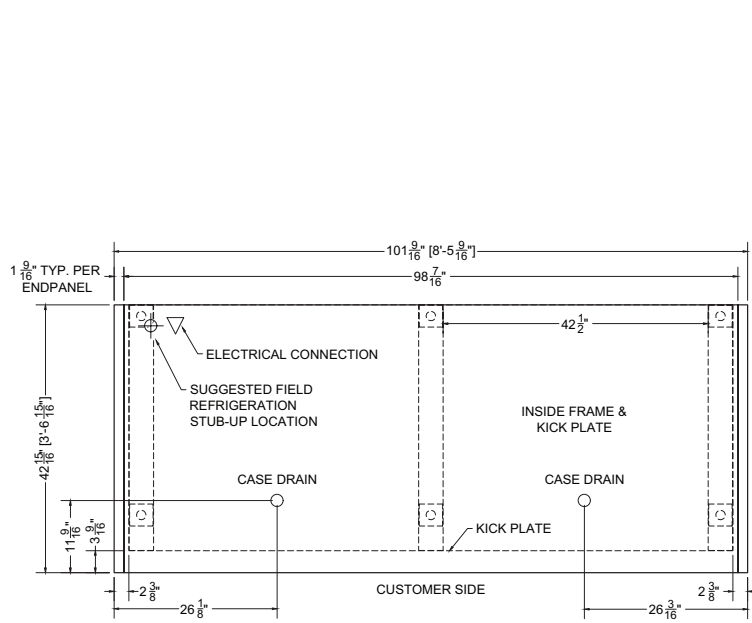 101 9/16" [8'-5 9/16"]
1 9/16" TYP. PER
ENDPANEL
98 7/16"
42 1/2"
ELECTRICAL CONNECTION
SUGGESTED FIELD
REFRIGERATION
STUB-UP LOCATION
INSIDE FRAME &
KICK PLATE
42 15/16" [3'-6 15/16"]
CASE DRAIN
CASE DRAIN
11 9/16"
3 9/16"
KICK PLATE
2 3/8"
CUSTOMER SIDE
2 3/8"
26 1/8"
26 3/16"